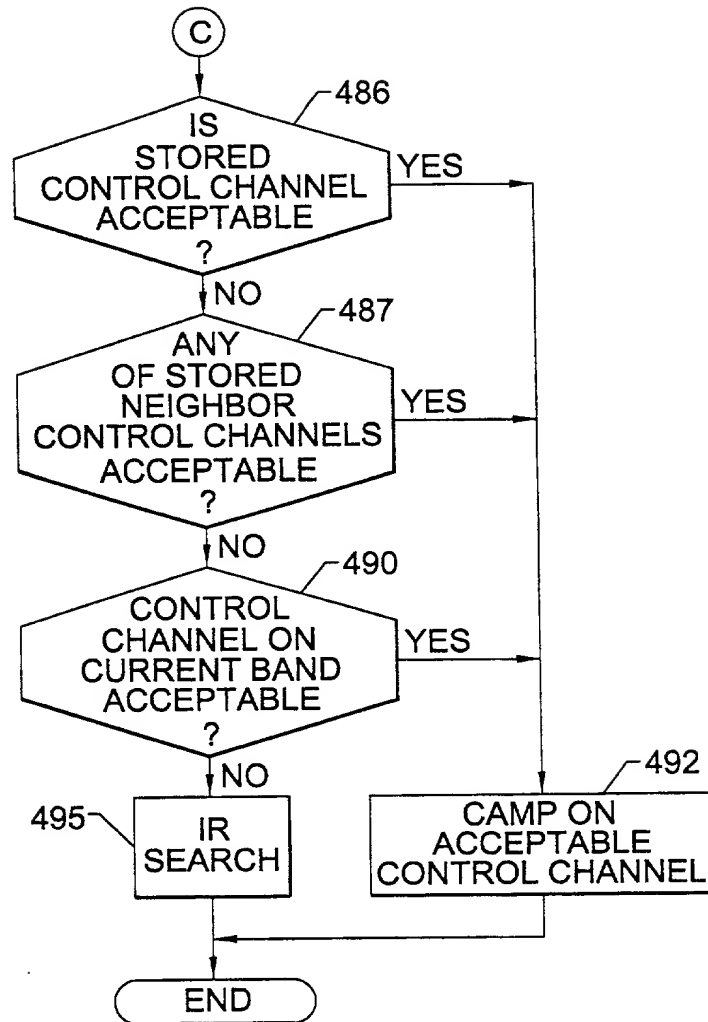 C
486
IS
STORED
CONTROL CHANNEL
ACCEPTABLE
?
YES
NO
487
ANY
OF STORED
NEIGHBOR
CONTROL CHANNELS
ACCEPTABLE
?
YES
NO
490
CONTROL
CHANNEL ON
CURRENT BAND
ACCEPTABLE
?
YES
NO
495
IR
SEARCH
492
CAMP ON
ACCEPTABLE
CONTROL CHANNEL
END